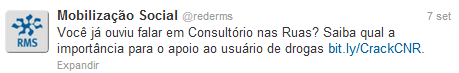 Mobilização Social @rederms 7 set
Você já ouviu falar em Consultório nas Ruas? Saiba qual a
importância para o apoio ao usuário de drogas bit.ly/CrackCNR.
Expandir
RMS